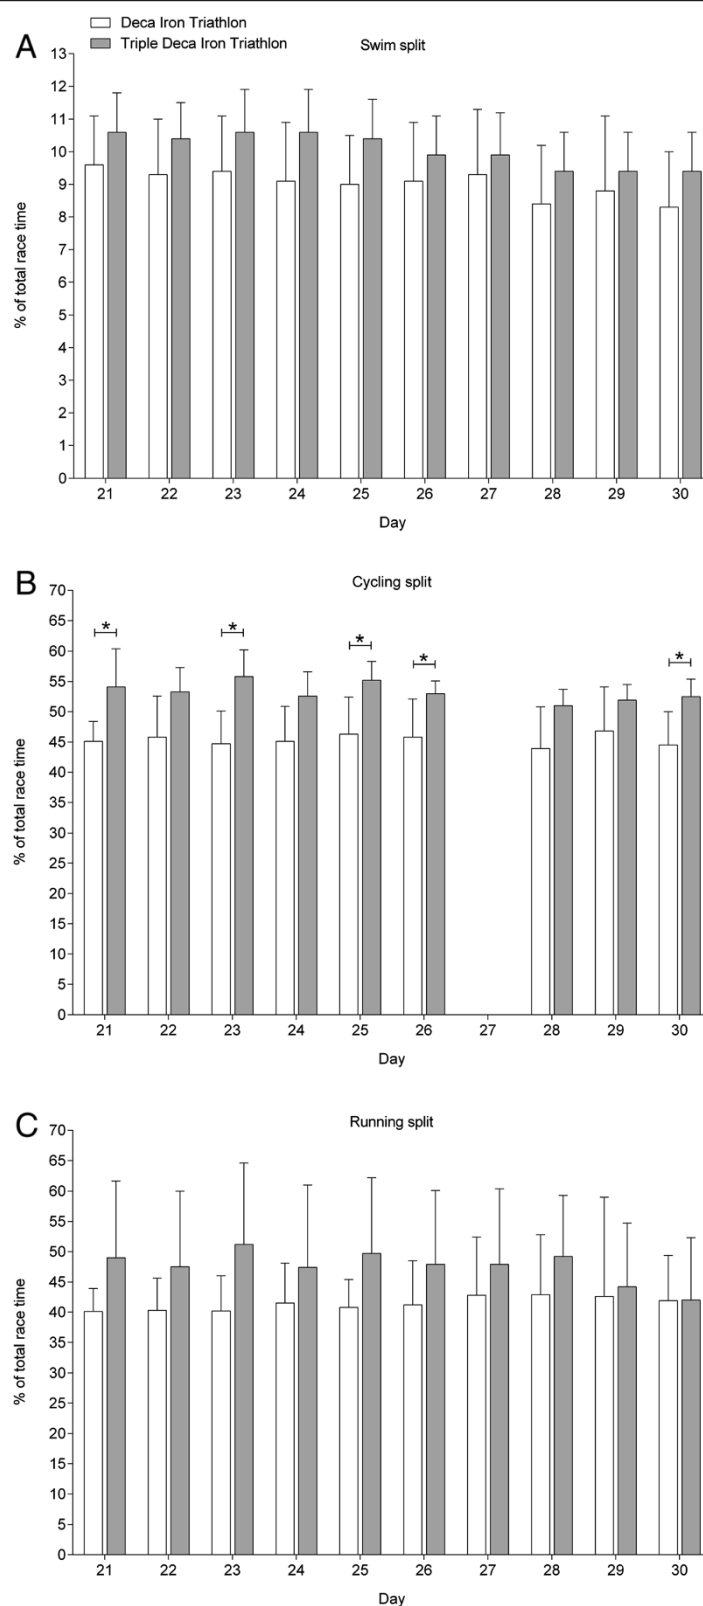 A
Deca Iron Triathlon
Triple Deca Iron Triathlon
Swim split
13
12
11
10
9
8
7
6
5
4
3
2
1
0
% of total race time
21 22 23 24 25 26 27 28 29 30
Day
B
Cycling split
70
65
60
55
50
45
40
35
30
25
20
15
10
5
0
% of total race time
* * * * *
21 22 23 24 25 26 27 28 29 30
Day
C
Running split
70
65
60
55
50
45
40
35
30
25
20
15
10
5
0
% of total race time
21 22 23 24 25 26 27 28 29 30
Day